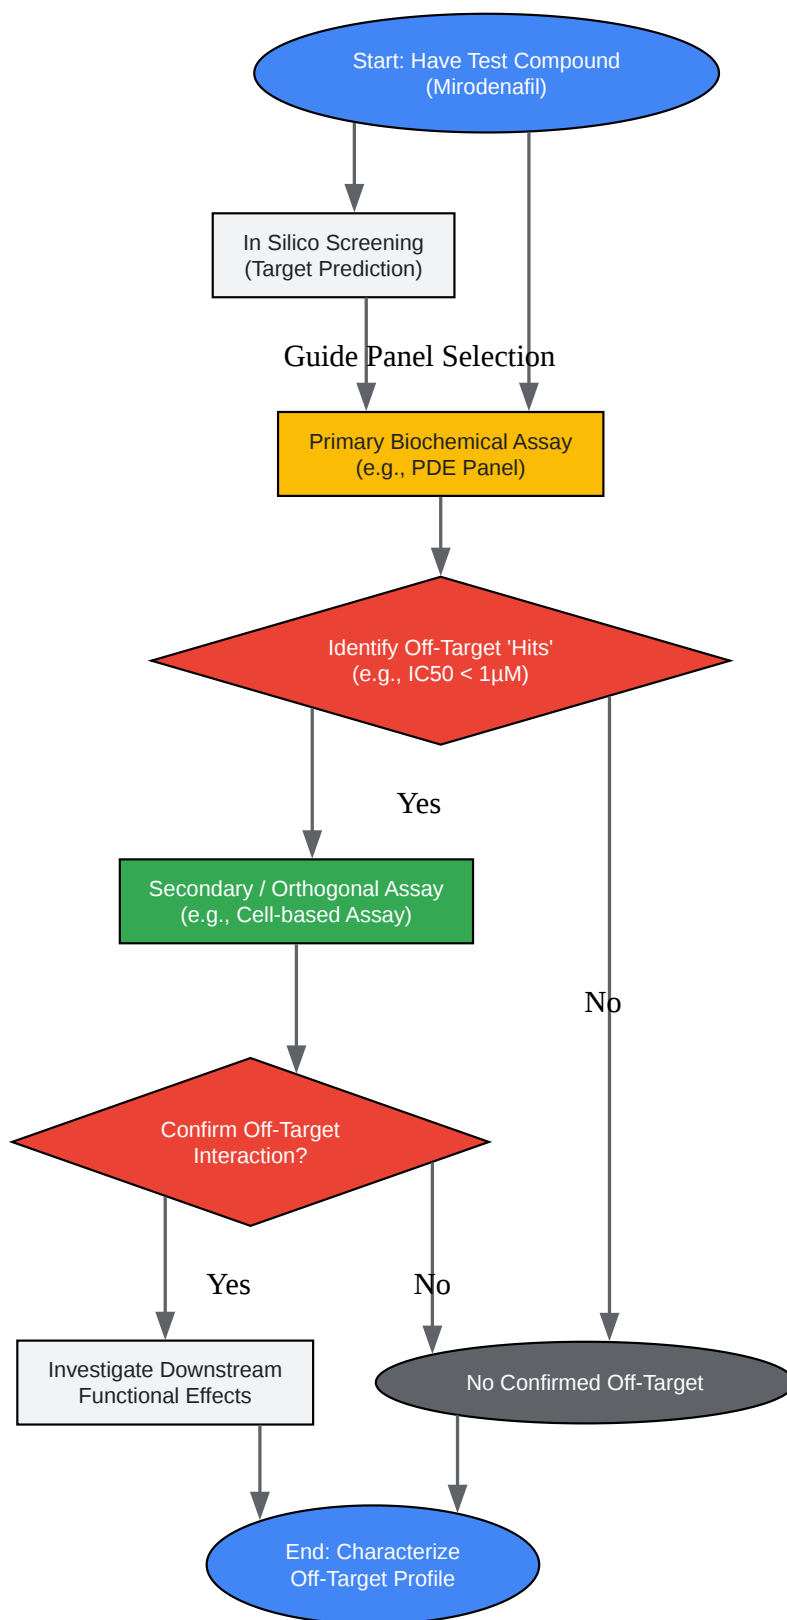 Start: Have Test Compound
(Mirodenafil)
In Silico Screening
(Target Prediction)
Guide Panel Selection
Primary Biochemical Assay
(e.g., PDE Panel)
Identify Off-Target 'Hits'
(e.g., IC50 < 1µM)
Yes
Secondary / Orthogonal Assay
(e.g., Cell-based Assay)
No
Confirm Off-Target
Interaction?
Yes
No
Investigate Downstream
Functional Effects
No Confirmed Off-Target
End: Characterize
Off-Target Profile